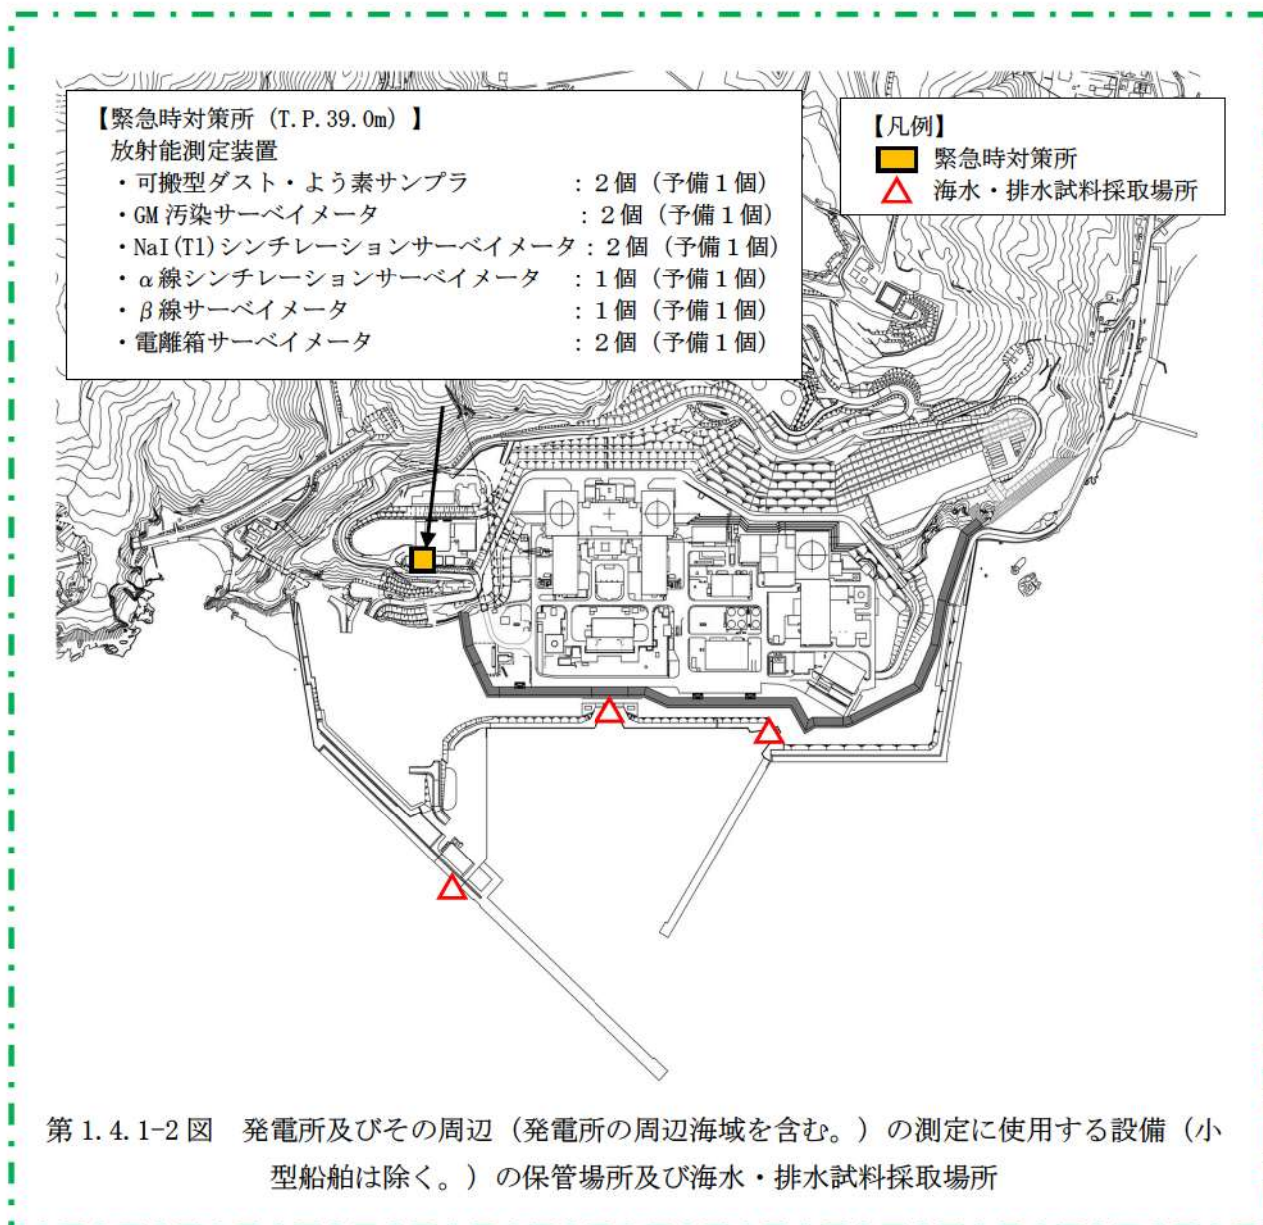 【緊急時対策所（T.P.39.0m）】
放射能測定装置
・可搬型ダスト・よう素サンプラ ：２個（予備１個）
・GM 汚染サーベイメータ ：２個（予備１個）
・NaI(Tl)シンチレーションサーベイメータ：２個（予備１個）
・α線シンチレーションサーベイメータ ：１個（予備１個）
・β線サーベイメータ ：１個（予備１個）
・電離箱サーベイメータ ：２個（予備１個）
【凡例】
緊急時対策所
海水・排水試料採取場所
第 1.4.1-2 図 発電所及びその周辺（発電所の周辺海域を含む。）の測定に使用する設備（小
型船舶は除く。）の保管場所及び海水・排水試料採取場所